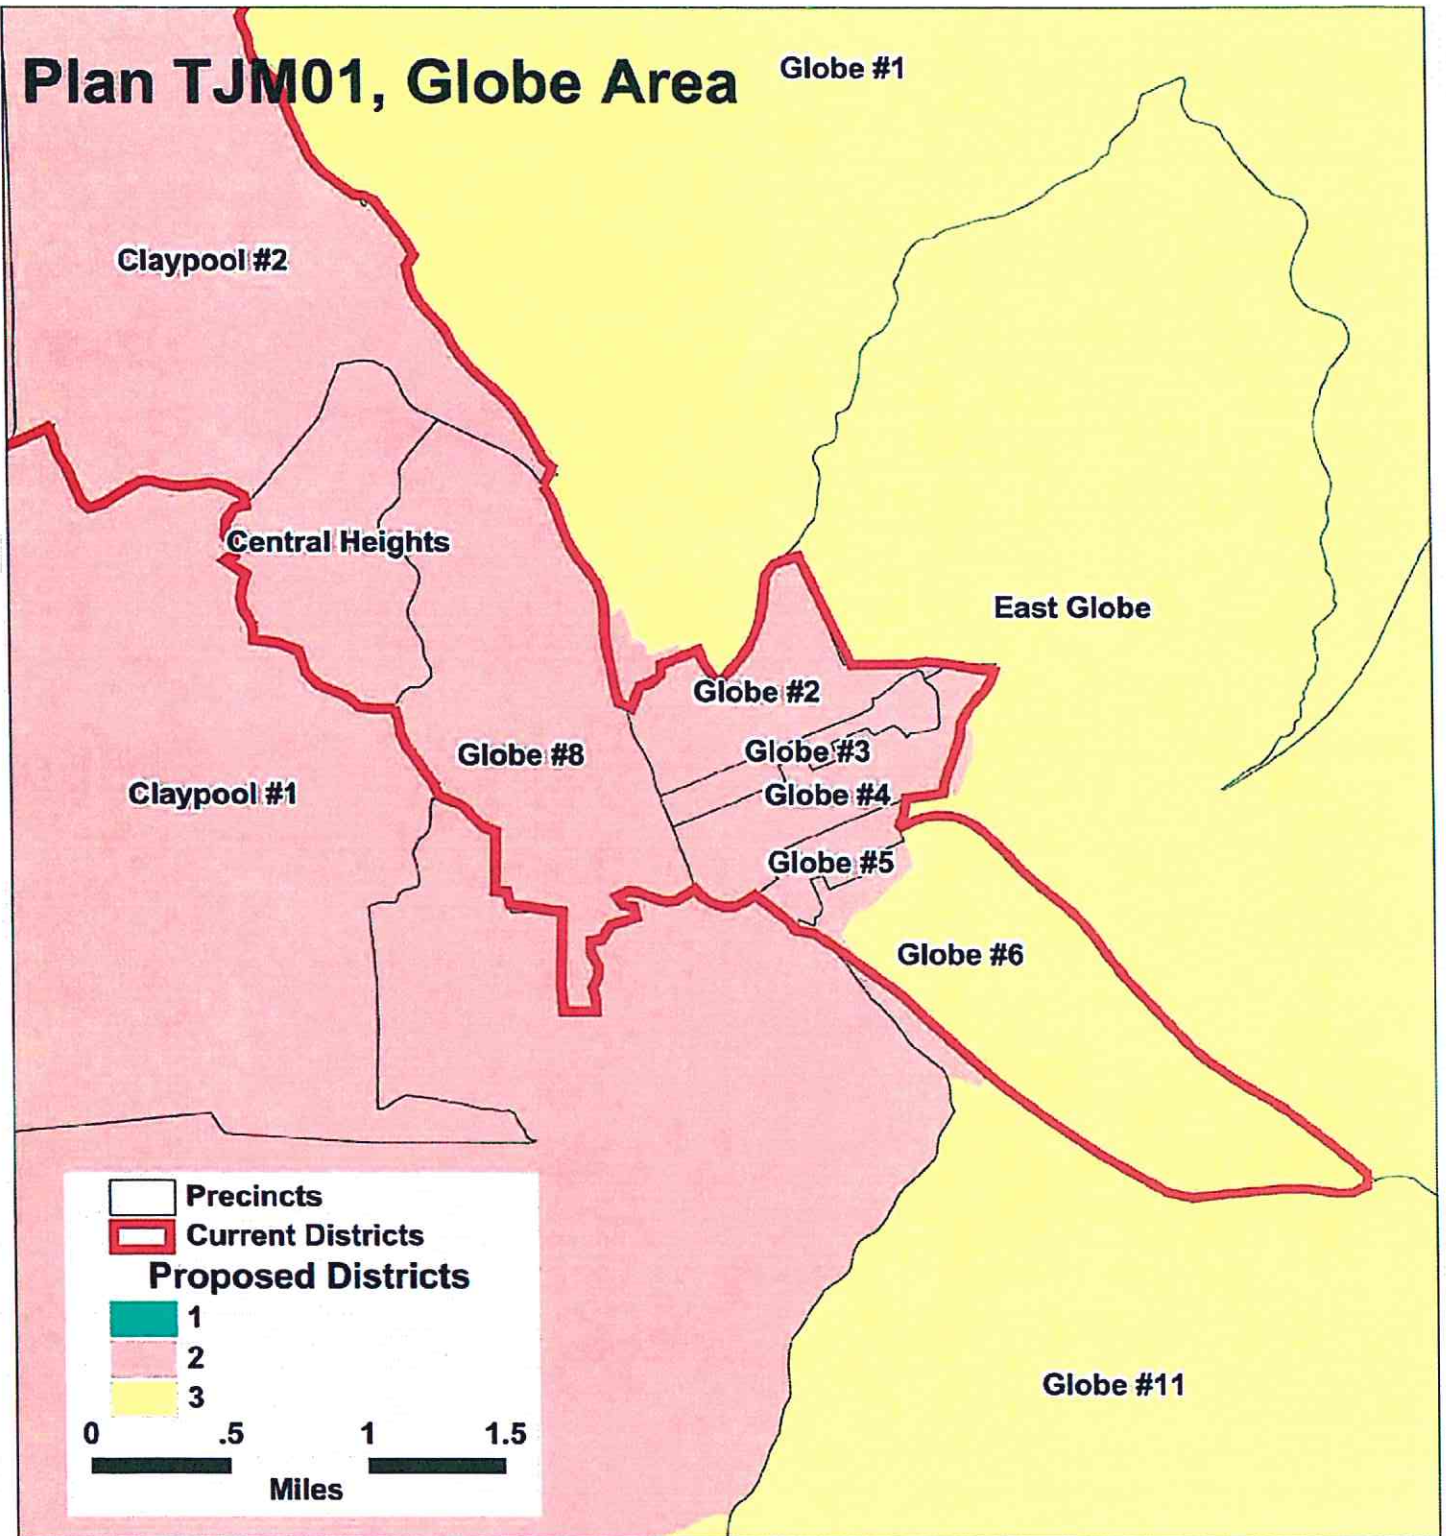 Plan TJM01, Globe Area
Globe #1
Claypool #2
Central Heights
East Globe
Globe #2
Globe #3
Globe #8
Claypool #1
Globe #4
Globe #5
Globe #6
Globe #11
Precincts
Current Districts
Proposed Districts
1
2
3
0 .5 1 1.5
Miles